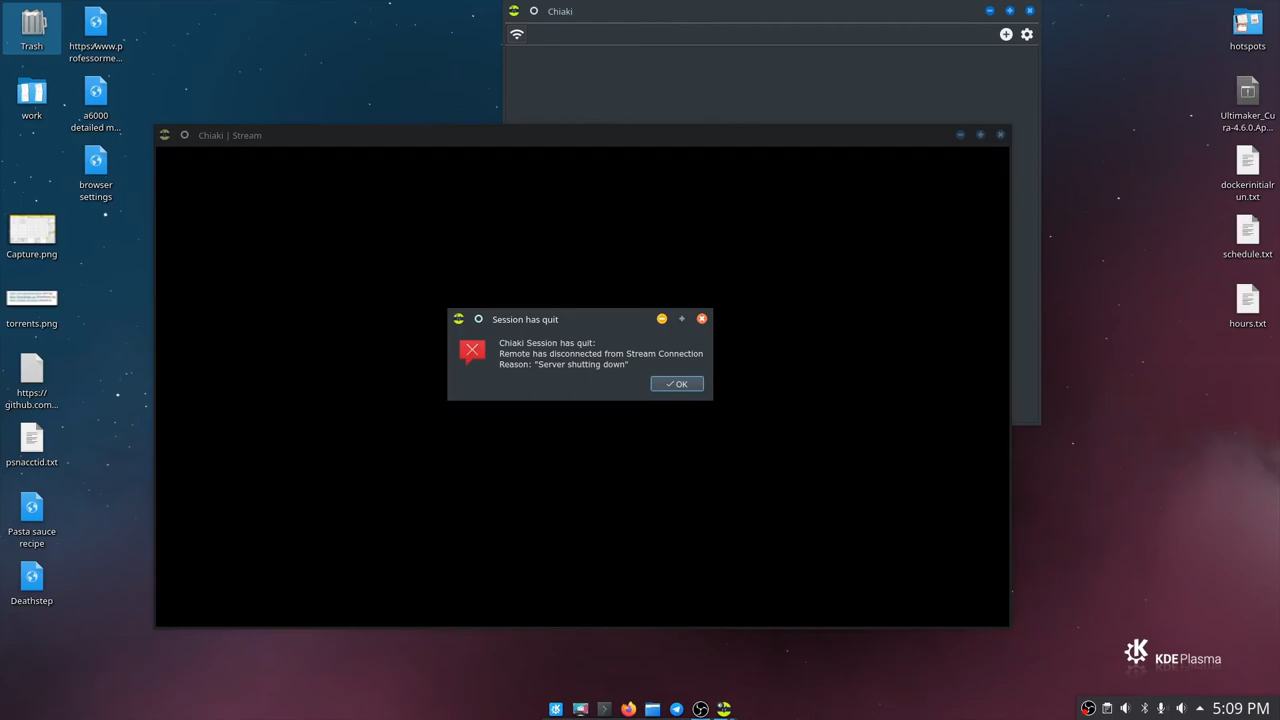 Trash
https://www.p
rofessorme...
work
a6000
detailed m...
browser
settings
Capture.png
torrents.png
https://
github.com...
psnacctid.txt
Pasta sauce
recipe
Deathstep
Chiaki
Chiaki | Stream
Session has quit
Chiaki Session has quit:
Remote has disconnected from Stream Connection
Reason: "Server shutting down"
OK
hotspots
Ultimaker_Cu
ra-4.6.0.Ap...
dockerinitialr
un.txt
schedule.txt
hours.txt
KDE Plasma
5:09 PM